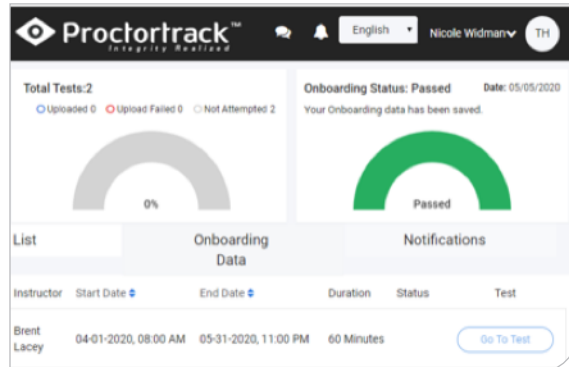 Proctortrack™
Integrity Realized
English
Nicole Widman
TH
Total Tests:2
Uploaded 0 Upload Failed 0 Not Attempted 2
0%
Onboarding Status: Passed Date: 05/05/2020
Your Onboarding data has been saved.
Passed
List Onboarding Data Notifications
Instructor Start Date End Date Duration Status Test
Brent Lacey 04-01-2020, 08:00 AM 05-31-2020, 11:00 PM 60 Minutes Go To Test